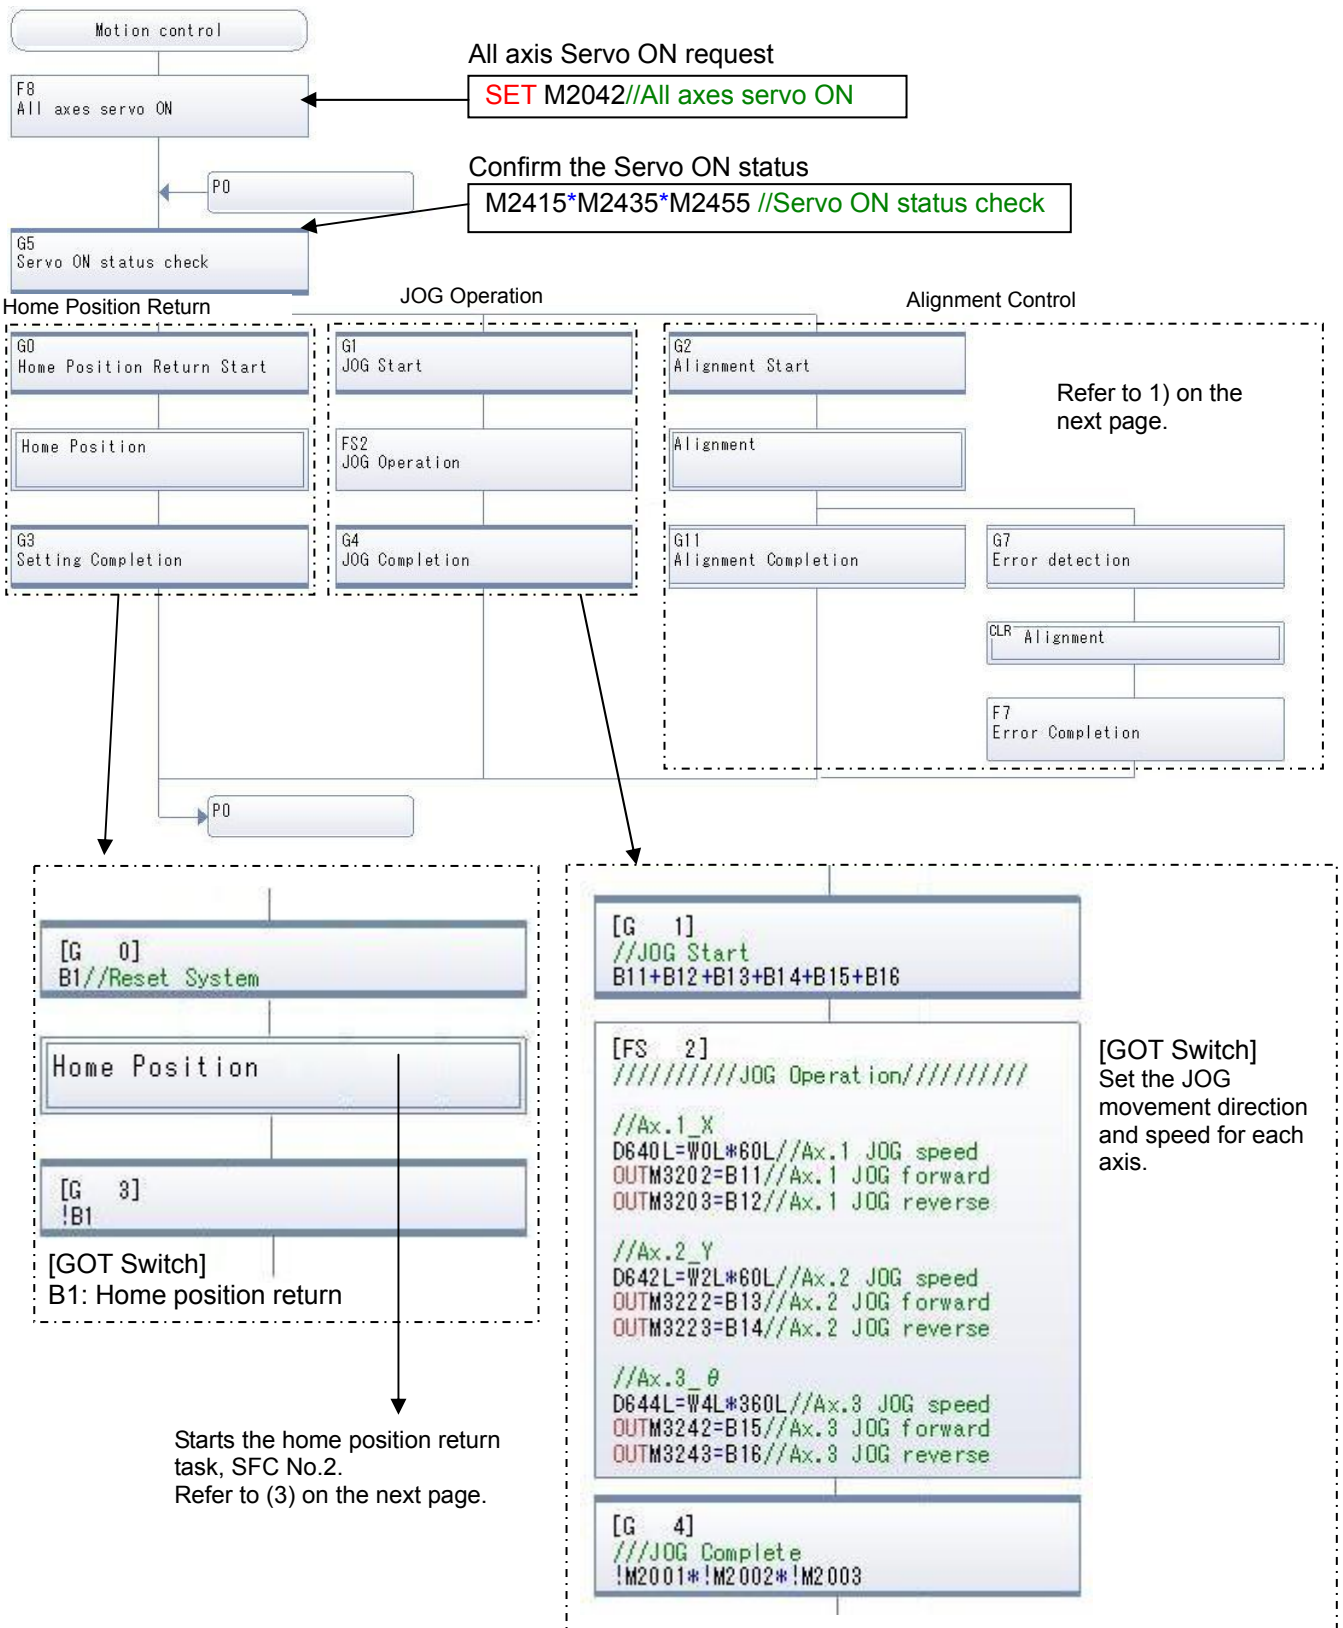 Motion control
All axis Servo ON request
F8
All axes servo ON
SET M2042//All axes servo ON
Confirm the Servo ON status
P0
M2415*M2435*M2455 //Servo ON status check
G5
Servo ON status check
Home Position Return
JOG Operation
Alignment Control
G0
Home Position Return Start
Home Position
G3
Setting Completion
G1
JOG Start
FS2
JOG Operation
G4
JOG Completion
G2
Alignment Start
Refer to 1) on the
next page.
Alignment
G11
Alignment Completion
G7
Error detection
CLR Alignment
F7
Error Completion
P0
[G   0]
B1//Reset System
Home Position
[G   3]
!B1
[GOT Switch]
B1: Home position return
Starts the home position return
task, SFC No.2.
Refer to (3) on the next page.
[G   1]
//JOG Start
B11+B12+B13+B14+B15+B16
[FS   2]
//////////JOG Operation//////////
//Ax.1_X
D640L=W0L*60L//Ax.1 JOG speed
OUTM3202=B11//Ax.1 JOG forward
OUTM3203=B12//Ax.1 JOG reverse
//Ax.2_Y
D642L=W2L*60L//Ax.2 JOG speed
OUTM3222=B13//Ax.2 JOG forward
OUTM3223=B14//Ax.2 JOG reverse
//Ax.3_θ
D644L=W4L*360L//Ax.3 JOG speed
OUTM3242=B15//Ax.3 JOG forward
OUTM3243=B16//Ax.3 JOG reverse
[GOT Switch]
Set the JOG
movement direction
and speed for each
axis.
[G   4]
///JOG Complete
!M2001*!M2002*!M2003